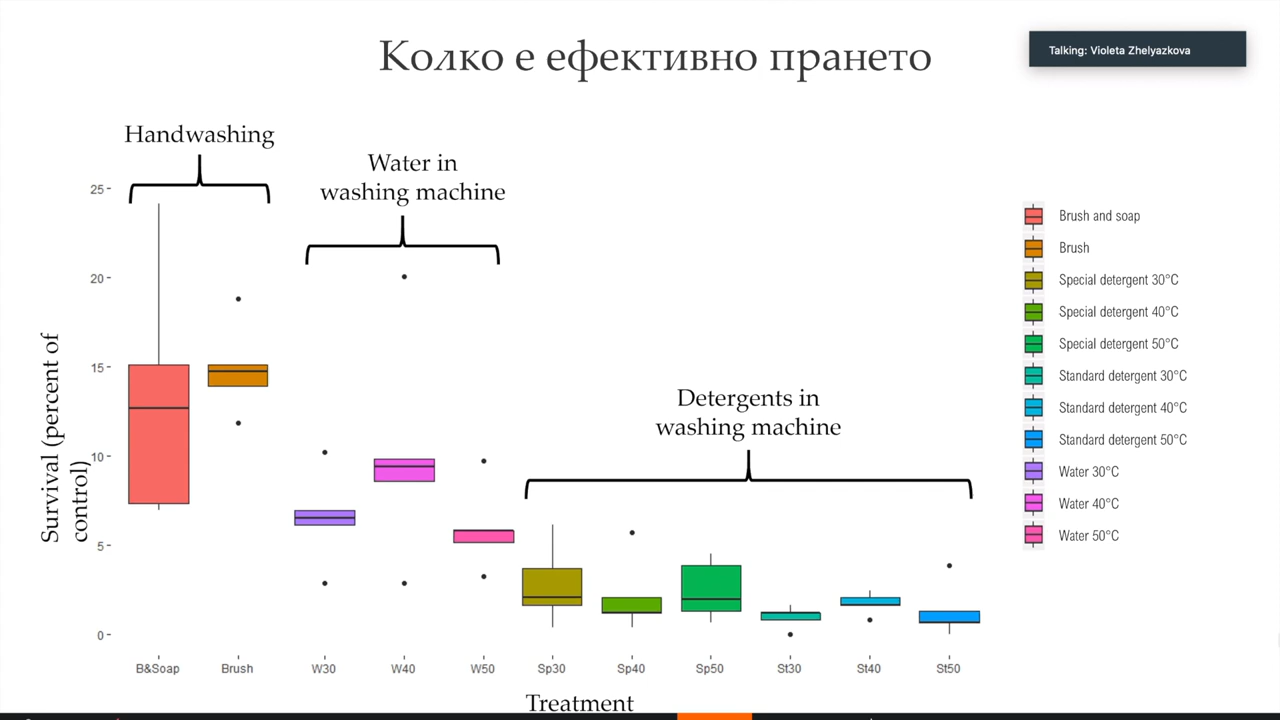 Колко е ефективно прането
Talking: Violeta Zhelyazkova
Handwashing
Water in
washing machine
Detergents in
washing machine
Survival (percent of
control)
25
20
15
10
5
0
B&Soap
Brush
W30
W40
W50
Sp30
Sp40
Sp50
St30
St40
St50
Treatment
Brush and soap
Brush
Special detergent 30°C
Special detergent 40°C
Special detergent 50°C
Standard detergent 30°C
Standard detergent 40°C
Standard detergent 50°C
Water 30°C
Water 40°C
Water 50°C